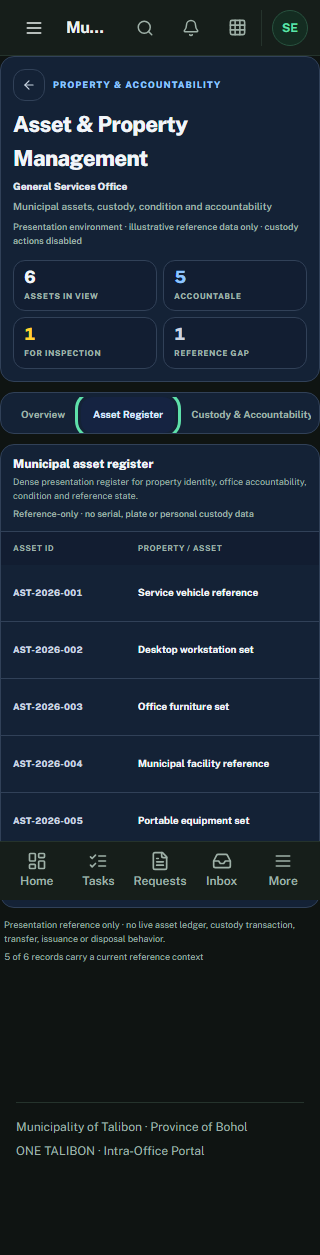 Mu...
SE
PROPERTY & ACCOUNTABILITY
Asset & Property
Management
General Services Office
Municipal assets, custody, condition and accountability
Presentation environment · illustrative reference data only · custody
actions disabled
6
ASSETS IN VIEW
5
ACCOUNTABLE
1
FOR INSPECTION
1
REFERENCE GAP
Overview
Asset Register
Custody & Accountability
Municipal asset register
Dense presentation register for property identity, office accountability,
condition and reference state.
Reference-only · no serial, plate or personal custody data
ASSET ID PROPERTY / ASSET
AST-2026-001 Service vehicle reference
AST-2026-002 Desktop workstation set
AST-2026-003 Office furniture set
AST-2026-004 Municipal facility reference
AST-2026-005 Portable equipment set
Home Tasks Requests Inbox More
Presentation reference only · no live asset ledger, custody transaction,
transfer, issuance or disposal behavior.
5 of 6 records carry a current reference context
Municipality of Talibon · Province of Bohol
ONE TALIBON · Intra-Office Portal